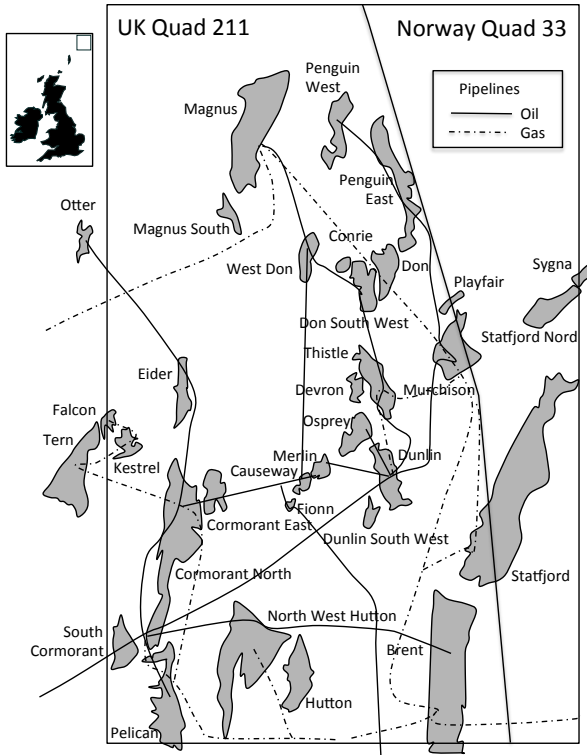 UK Quad 211
Norway Quad 33
Pipelines
Oil
Gas
Penguin
West
Magnus
Penguin
East
Otter
Magnus South
Conrie
West Don
Don
Sygna
Playfair
Don South West
Statfjord Nord
Thistle
Eider
Devron
Murchison
Falcon
Osprey
Tern
Kestrel
Merlin
Dunlin
Causeway
Fionn
Cormorant East
Dunlin South West
Cormorant North
Statfjord
North West Hutton
South
Cormorant
Brent
Hutton
Pelican